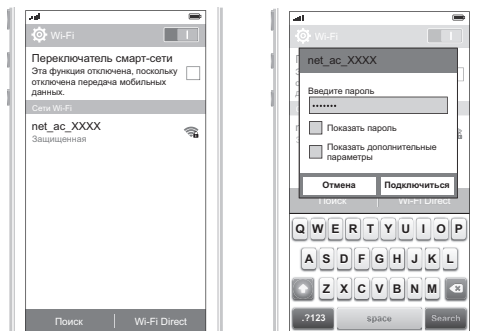 Wi-Fi
Переключатель смарт-сети
Эта функция отключена, поскольку
отключена передача мобильных
данных.
Сети Wi-Fi
net_ac_XXXX
Защищенная
Поиск
Wi-Fi Direct
Wi-Fi
net_ac_XXXX
Введите пароль
•••••••
Показать пароль
Показать дополнительные
параметры
Отмена
Подключиться
Поиск
Wi-Fi Direct
Q W E R T Y U I O P
A S D F G H J K L
Z X C V B N M
.?123
space
Search